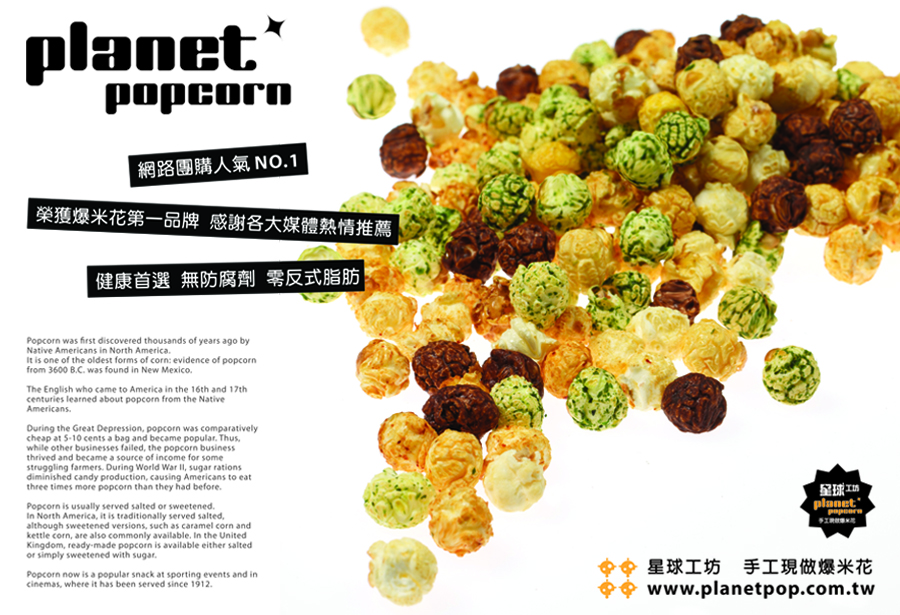 planet
popcorn
網路團購人氣 NO.1
榮獲爆米花第一品牌 感謝各大媒體熱情推薦
健康首選 無防腐劑 零反式脂肪
Popcorn was first discovered thousands of years ago by
Native Americans in North America.
It is one of the oldest forms of corn: evidence of popcorn
from 3600 B.C. was found in New Mexico.
The English who came to America in the 16th and 17th
centuries learned about popcorn from the Native
Americans.
During the Great Depression, popcorn was comparatively
cheap at 5-10 cents a bag and became popular. Thus,
while other businesses failed, the popcorn business
thrived and became a source of income for some
struggling farmers. During World War II, sugar rations
diminished candy production, causing Americans to eat
three times more popcorn than they had before.
Popcorn is usually served salted or sweetened.
In North America, it is traditionally served salted,
although sweetened versions, such as caramel corn and
kettle corn, are also commonly available. In the United
Kingdom, ready-made popcorn is available either salted
or simply sweetened with sugar.
Popcorn now is a popular snack at sporting events and in
cinemas, where it has been served since 1912.
星球工坊
planet
popcorn
手工現做爆米花
星球工坊 手工現做爆米花
www.planetpop.com.tw